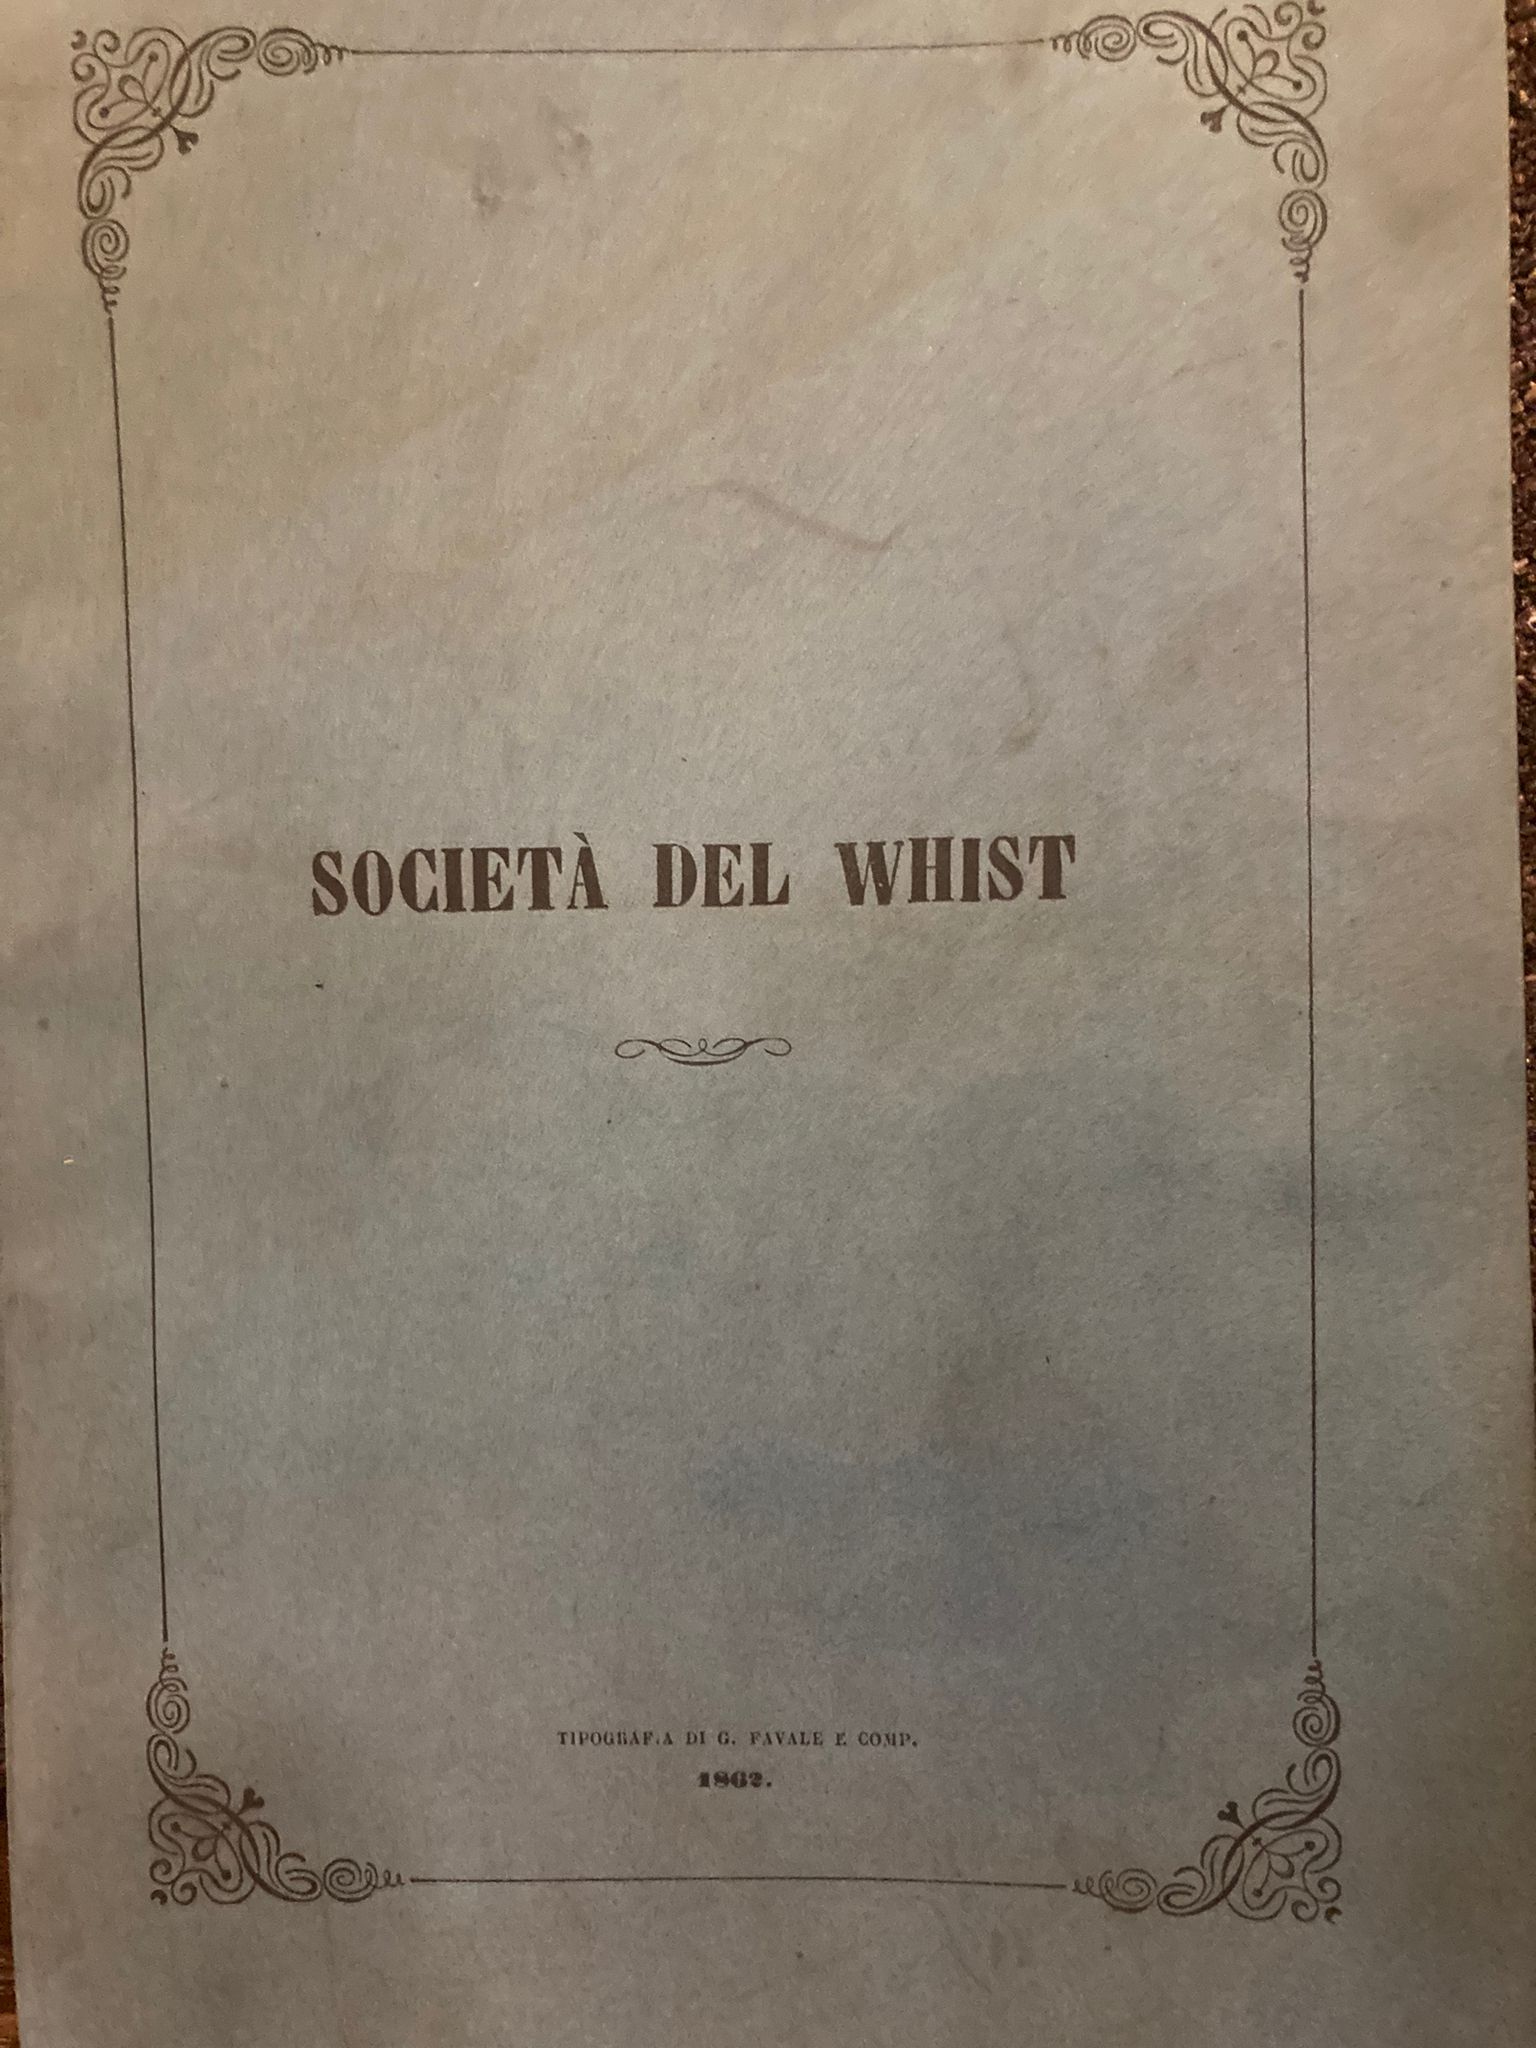 SOCIETÀ DEL WHIST
TIPOGRAFIA DI G. FAVALE E COMP.
1862.